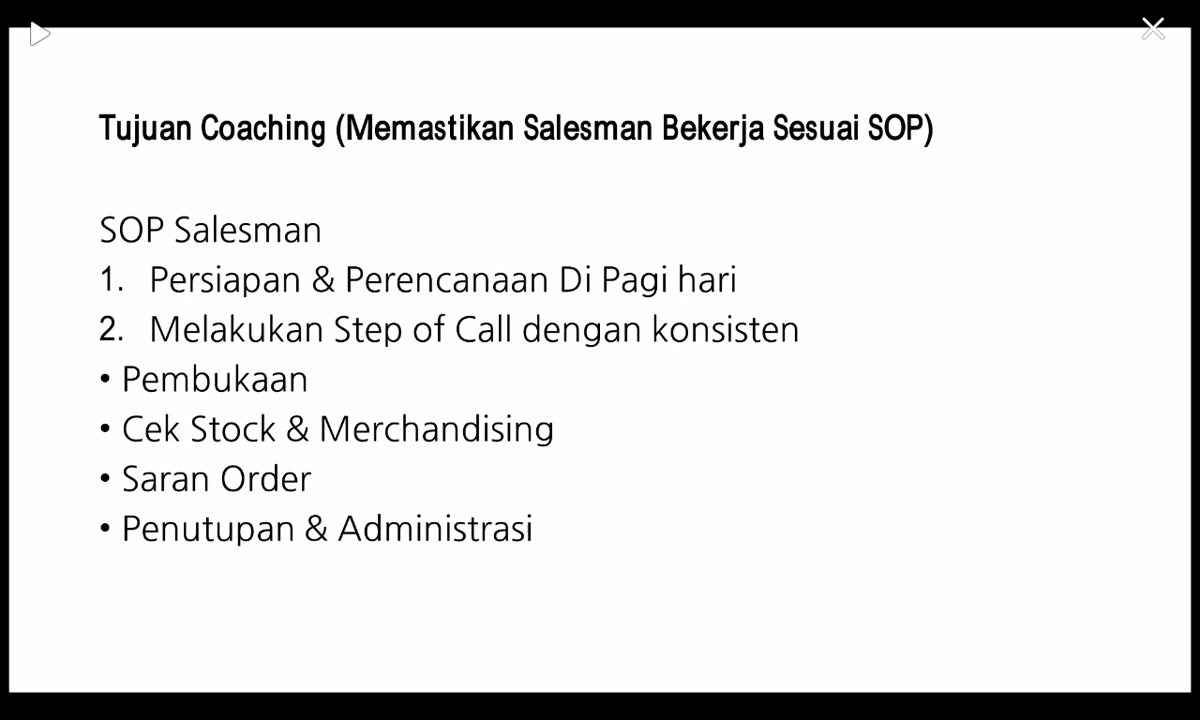 Tujuan Coaching (Memastikan Salesman Bekerja Sesuai SOP)
SOP Salesman
1. Persiapan & Perencanaan Di Pagi hari
2. Melakukan Step of Call dengan konsisten
• Pembukaan
• Cek Stock & Merchandising
• Saran Order
• Penutupan & Administrasi